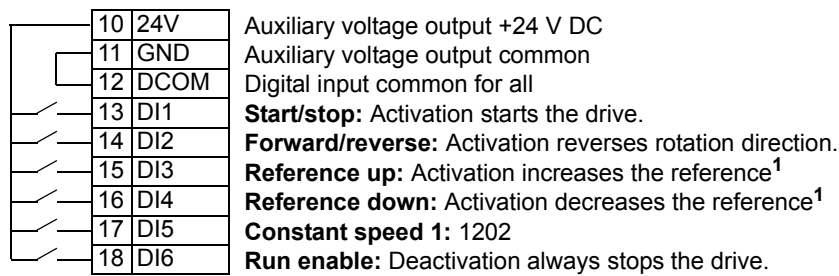 10 24V Auxiliary voltage output +24 V DC
11 GND Auxiliary voltage output common
12 DCOM Digital input common for all
13 DI1 Start/stop: Activation starts the drive.
14 DI2 Forward/reverse: Activation reverses rotation direction.
15 DI3 Reference up: Activation increases the reference1
16 DI4 Reference down: Activation decreases the reference1
17 DI5 Constant speed 1: 1202
18 DI6 Run enable: Deactivation always stops the drive.